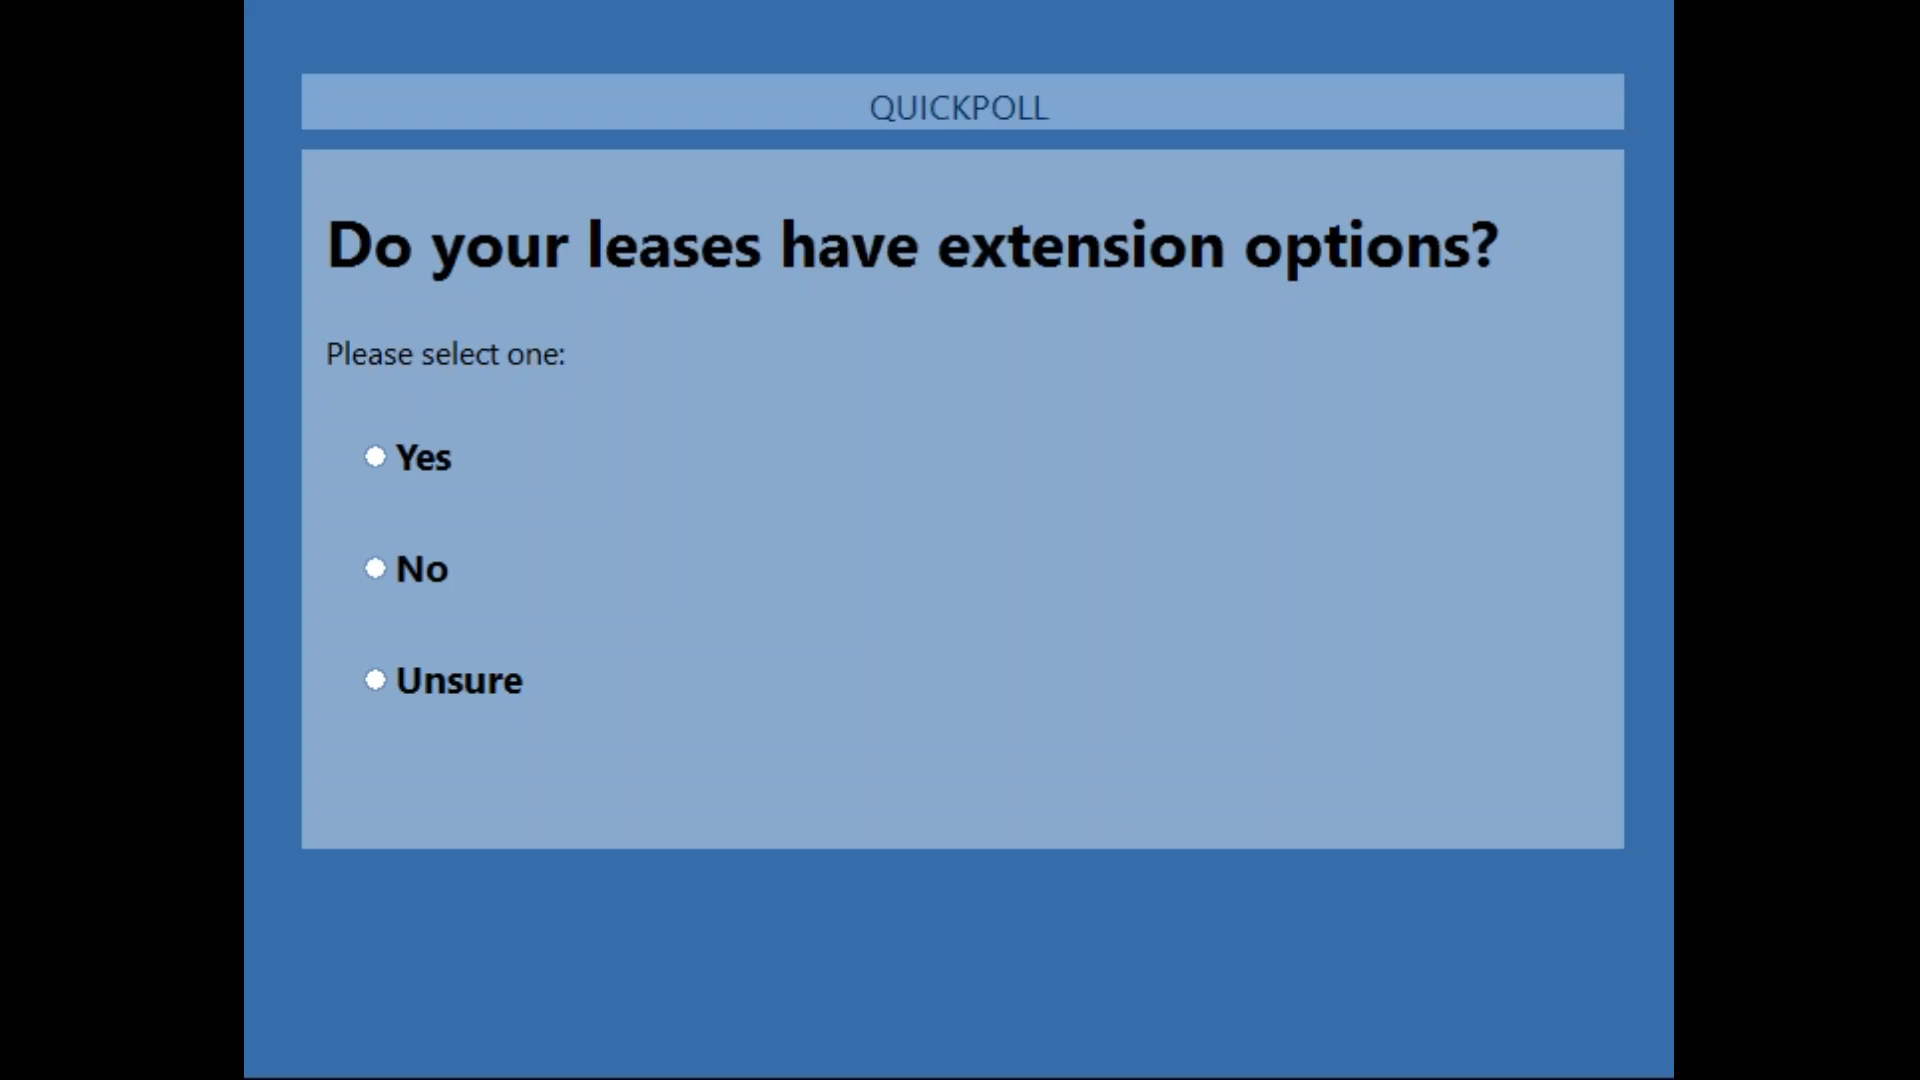 QUICKPOLL
Do your leases have extension options?
Please select one:
Yes
No
Unsure